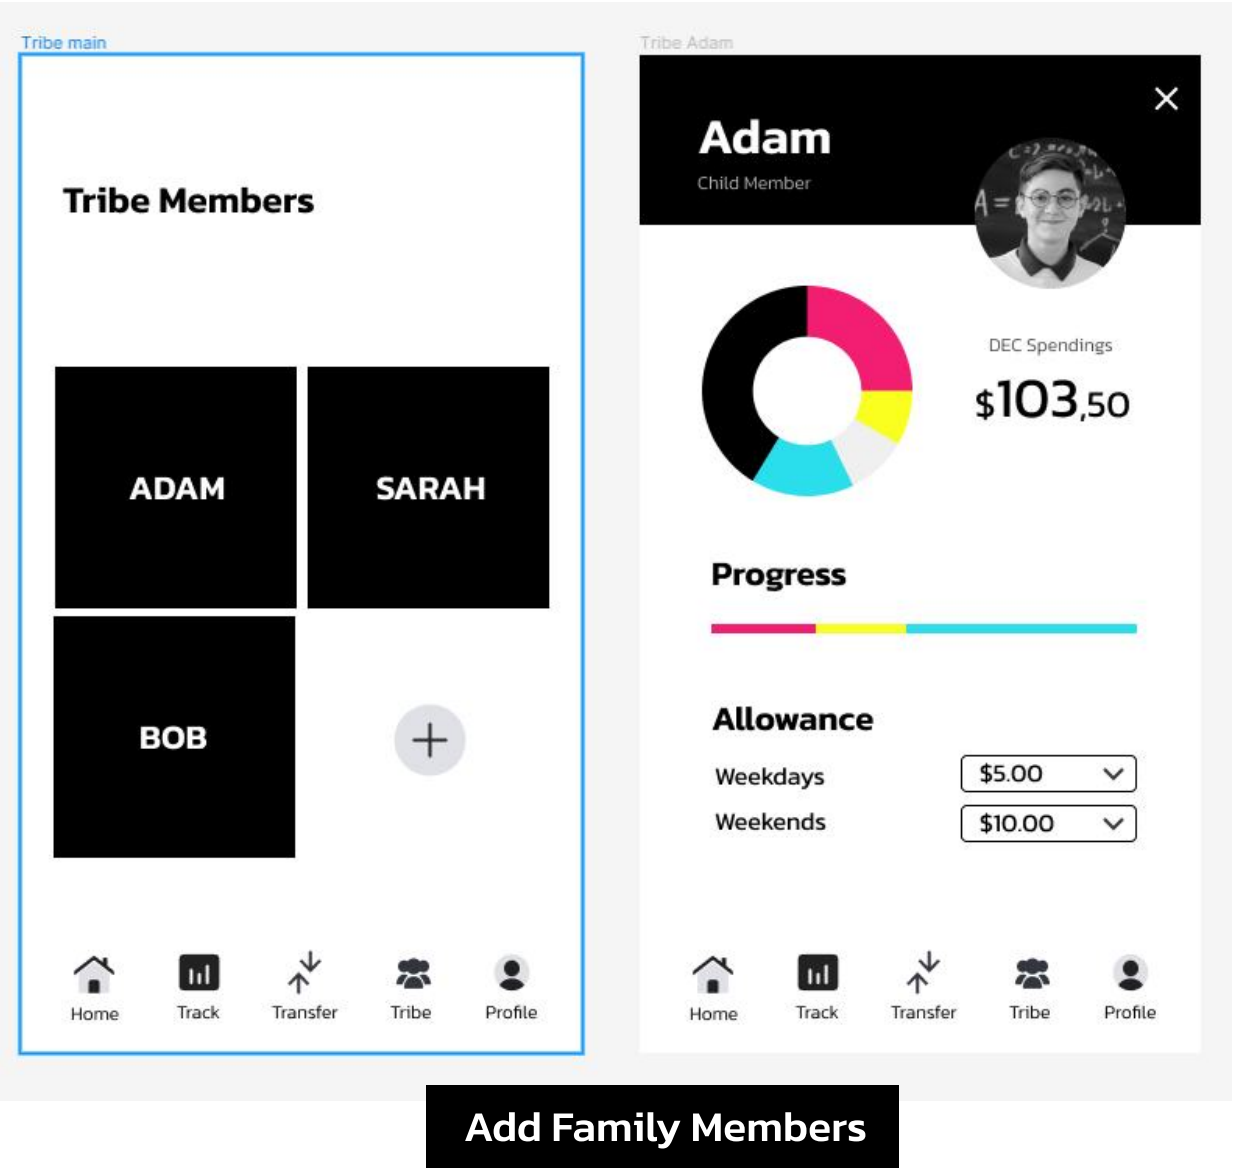 Tribe main
Tribe Members
ADAM
SARAH
BOB
Home
Track
Transfer
Tribe
Profile
Tribe Adam
Adam
Child Member
DEC Spendings
$103,50
Progress
Allowance
Weekdays
$5.00
Weekends
$10.00
Home
Track
Transfer
Tribe
Profile
Add Family Members